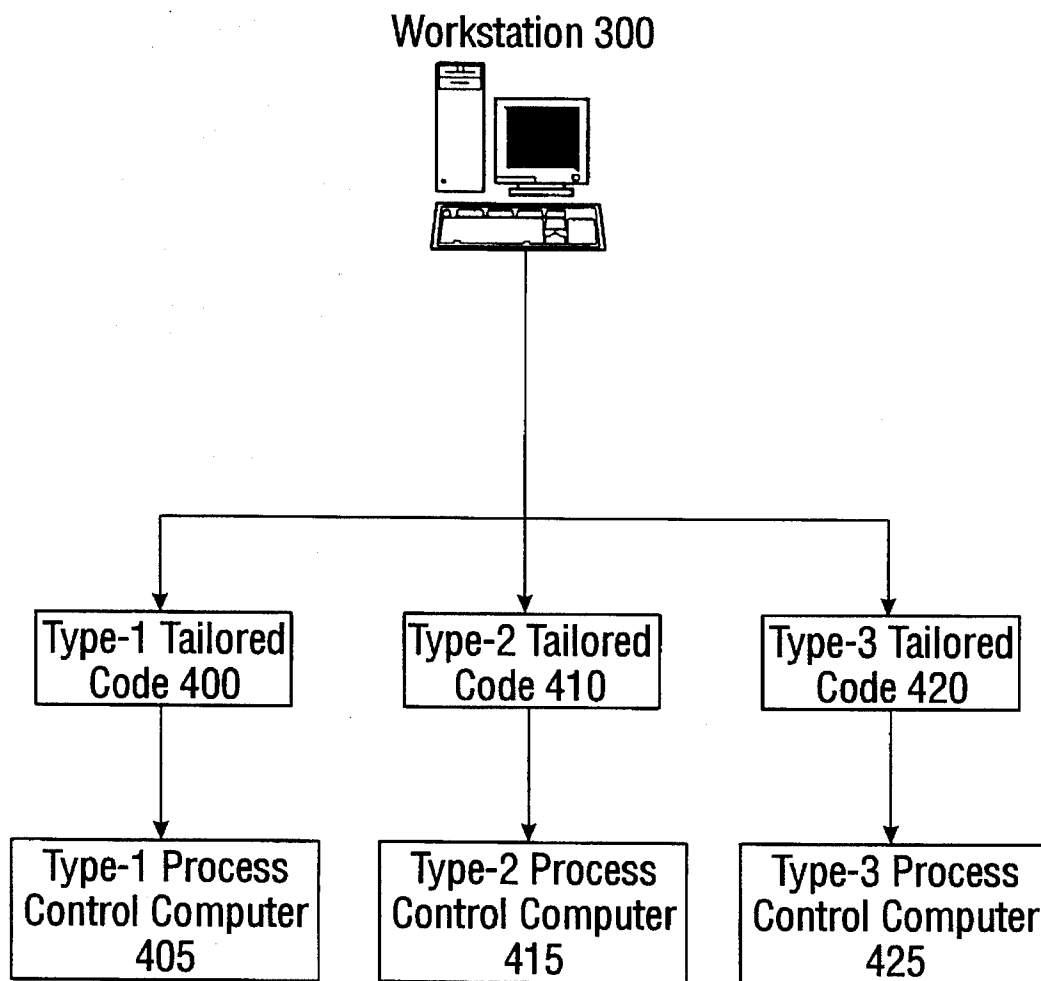 Workstation 300
Type-1 Tailored
Code 400
Type-2 Tailored
Code 410
Type-3 Tailored
Code 420
Type-1 Process
Control Computer
405
Type-2 Process
Control Computer
415
Type-3 Process
Control Computer
425